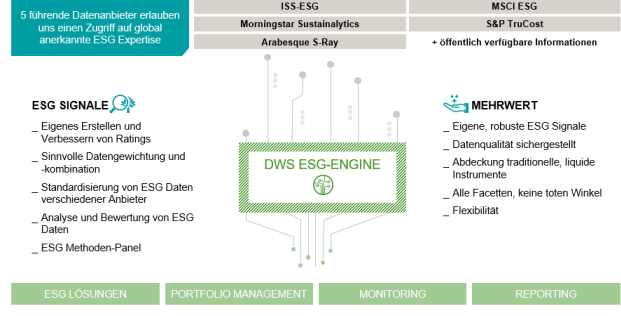 5 führende Datenanbieter erlauben
uns einen Zugriff auf global
anerkannte ESG Expertise
ISS-ESG
MSCI ESG
Morningstar Sustainalytics
S&P TruCost
Arabesque S-Ray
+ öffentlich verfügbare Informationen
ESG SIGNALE
_ Eigenes Erstellen und
Verbessern von Ratings
_ Sinnvolle Datengewichtung und
-kombination
_ Standardisierung von ESG Daten
verschiedener Anbieter
_ Analyse und Bewertung von ESG
Daten
_ ESG Methoden-Panel
DWS ESG-ENGINE
MEHRWERT
_ Eigene, robuste ESG Signale
_ Datenqualität sichergestellt
_ Abdeckung traditionelle, liquide
Instrumente
_ Alle Facetten, keine toten Winkel
_ Flexibilität
ESG LÖSUNGEN
PORTFOLIO MANAGEMENT
MONITORING
REPORTING